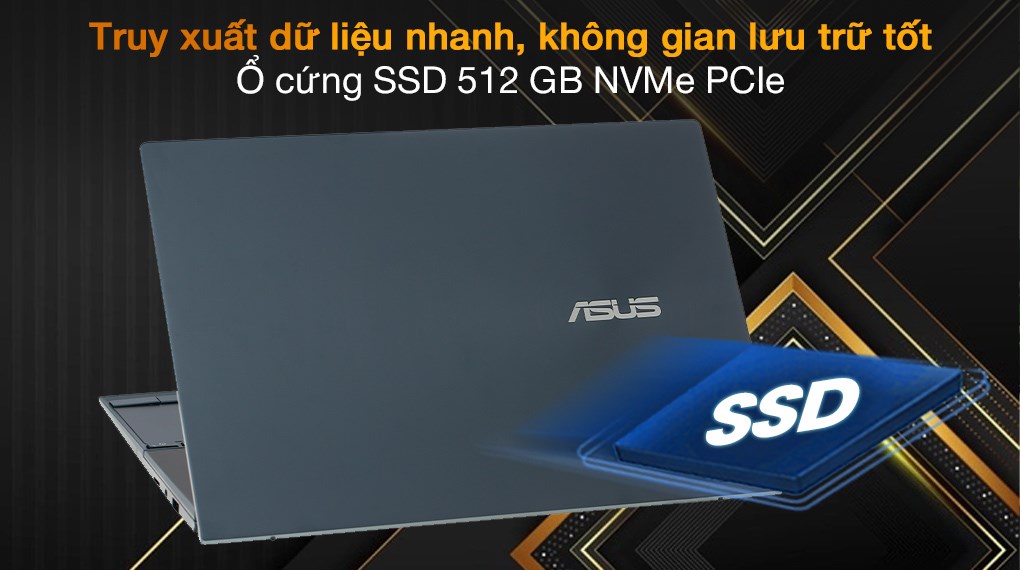 Truy xuất dữ liệu nhanh, không gian lưu trữ tốt
Ổ cứng SSD 512 GB NVMe PCIe
ASUS
SSD